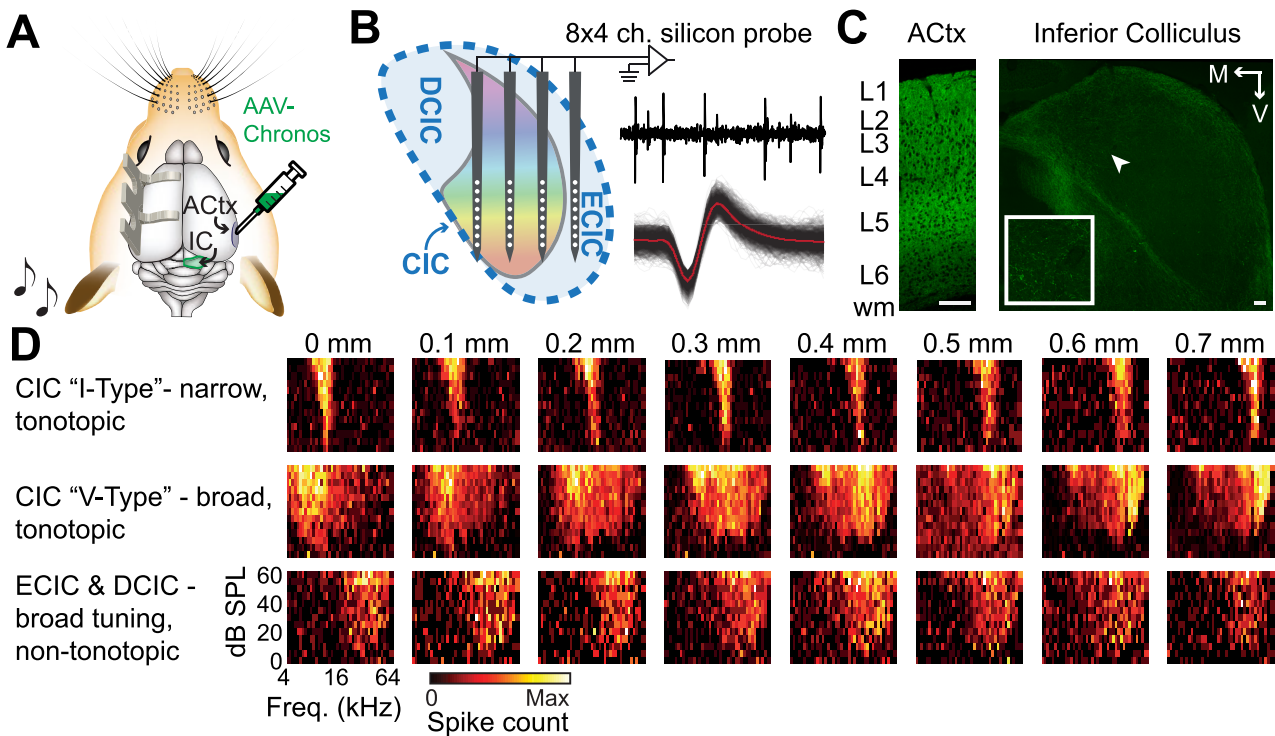 A
AAV-
Chronos
ACtx
IC
B
8x4 ch. silicon probe
DCIC
ECIC
CIC
C
ACtx
Inferior Colliculus
L1
L2
L3
L4
L5
L6
wm
M
V
D
0 mm 0.1 mm 0.2 mm 0.3 mm 0.4 mm 0.5 mm 0.6 mm 0.7 mm
CIC “I-Type”- narrow,
tonotopic
CIC “V-Type” - broad,
tonotopic
ECIC & DCIC -
broad tuning,
non-tonotopic
dB SPL
60
40
20
0
4 16 64
Freq. (kHz)
0 Max
Spike count